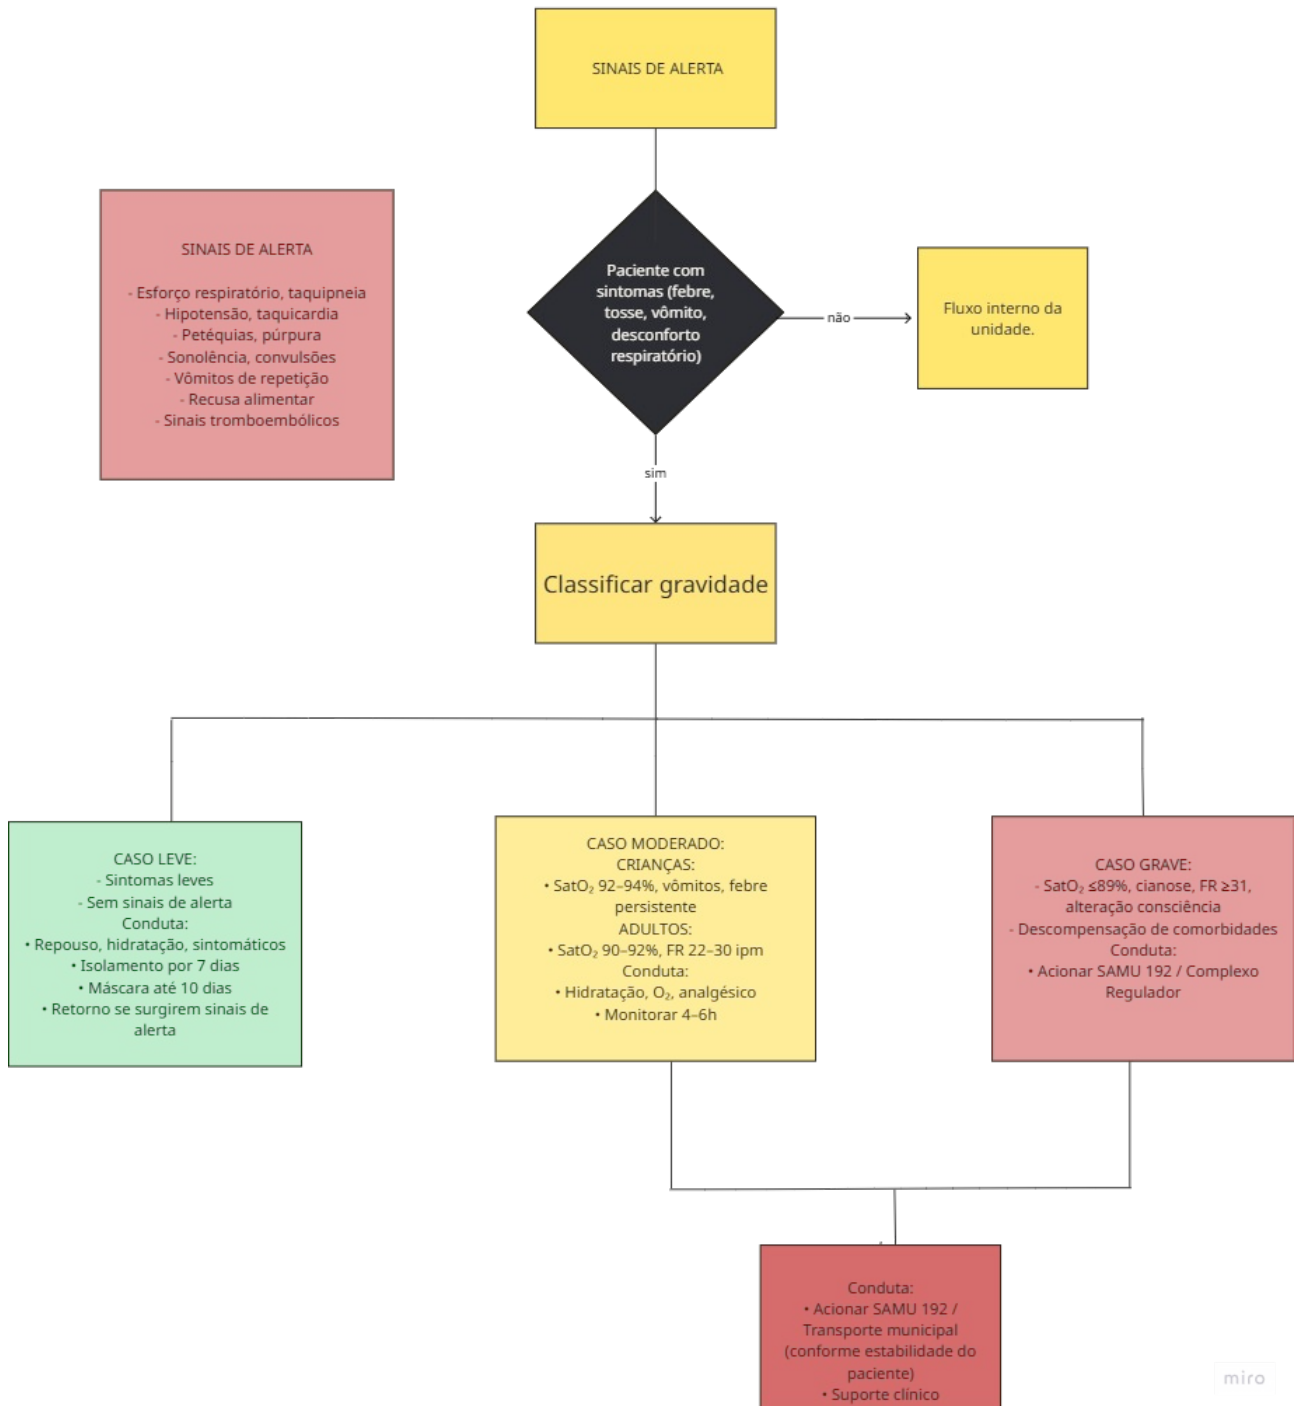 SINAIS DE ALERTA
SINAIS DE ALERTA
- Esforço respiratório, taquipneia
- Hipotensão, taquicardia
- Petéquias, púrpura
- Sonolência, convulsões
- Vômitos de repetição
- Recusa alimentar
- Sinais tromboembólicos
Paciente com
sintomas (febre,
tosse, vômito,
desconforto
respiratório)
não
Fluxo interno da
unidade.
sim
Classificar gravidade
CASO LEVE:
- Sintomas leves
- Sem sinais de alerta
Conduta:
• Repouso, hidratação, sintomáticos
• Isolamento por 7 dias
• Máscara até 10 dias
• Retorno se surgirem sinais de
alerta
CASO MODERADO:
CRIANÇAS:
• SatO₂ 92–94%, vômitos, febre
persistente
ADULTOS:
• SatO₂ 90–92%, FR 22–30 ipm
Conduta:
• Hidratação, O₂, analgésico
• Monitorar 4–6h
CASO GRAVE:
- SatO₂ ≤89%, cianose, FR ≥31,
alteração consciência
- Descompensação de comorbidades
Conduta:
• Acionar SAMU 192 / Complexo
Regulador
Conduta:
• Acionar SAMU 192 /
Transporte municipal
(conforme estabilidade do
paciente)
• Suporte clínico
miro